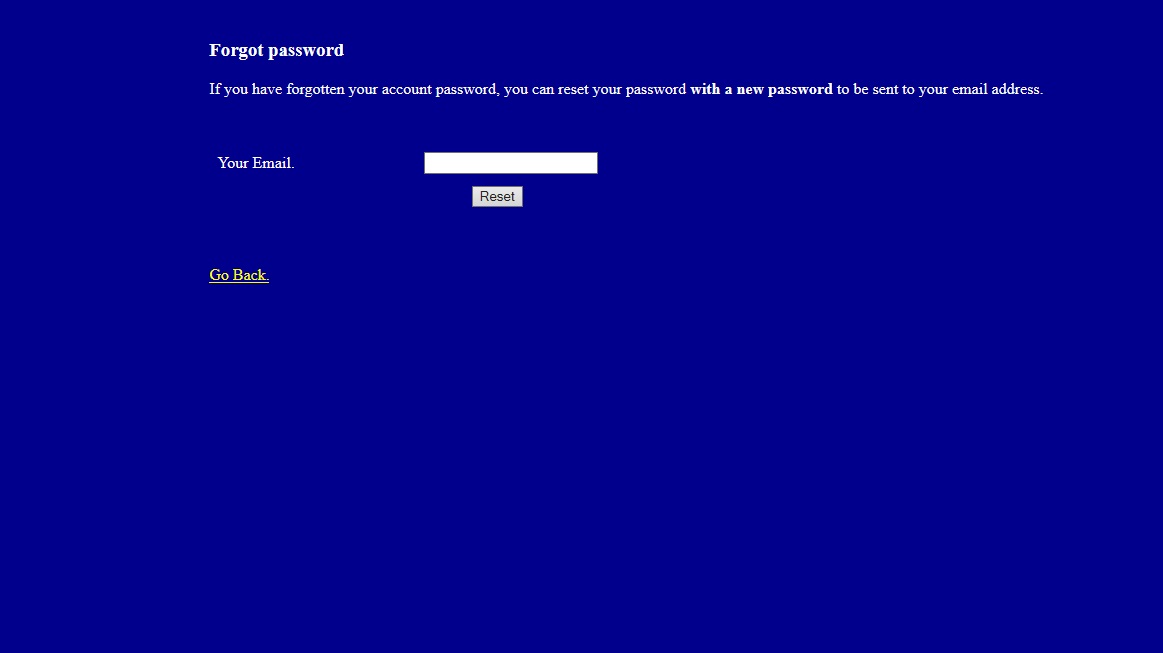 Forgot password
If you have forgotten your account password, you can reset your password with a new password to be sent to your email address.
Your Email.
Reset
Go Back.